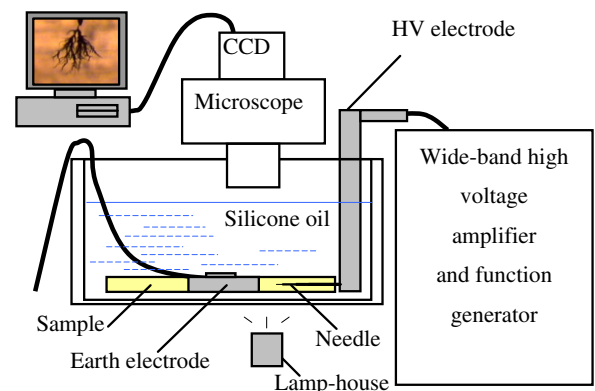 HV electrode
CCD
Microscope
Wide-band high
voltage
amplifier
and function
generator
Silicone oil
Sample
Needle
Earth electrode
Lamp-house